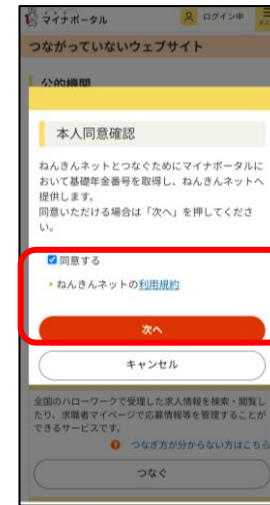 マイナポータル
ログイン中
つながっていないウェブサイト
公的機関
本人同意確認
ねんきんネットとつなぐためにマイナポータルに
おいて基礎年金番号を取得し、ねんきんネットへ
提供します。
同意いただける場合は「次へ」を押してくださ
い。
同意する
・ねんきんネットの利用規約
次へ
キャンセル
全国のハローワークで受理した求人情報を検索・閲覧し
たり、求職者マイページで応募情報等を管理することが
できるサービスです。
つなぎ方が分からない方はこちら
つなぐ